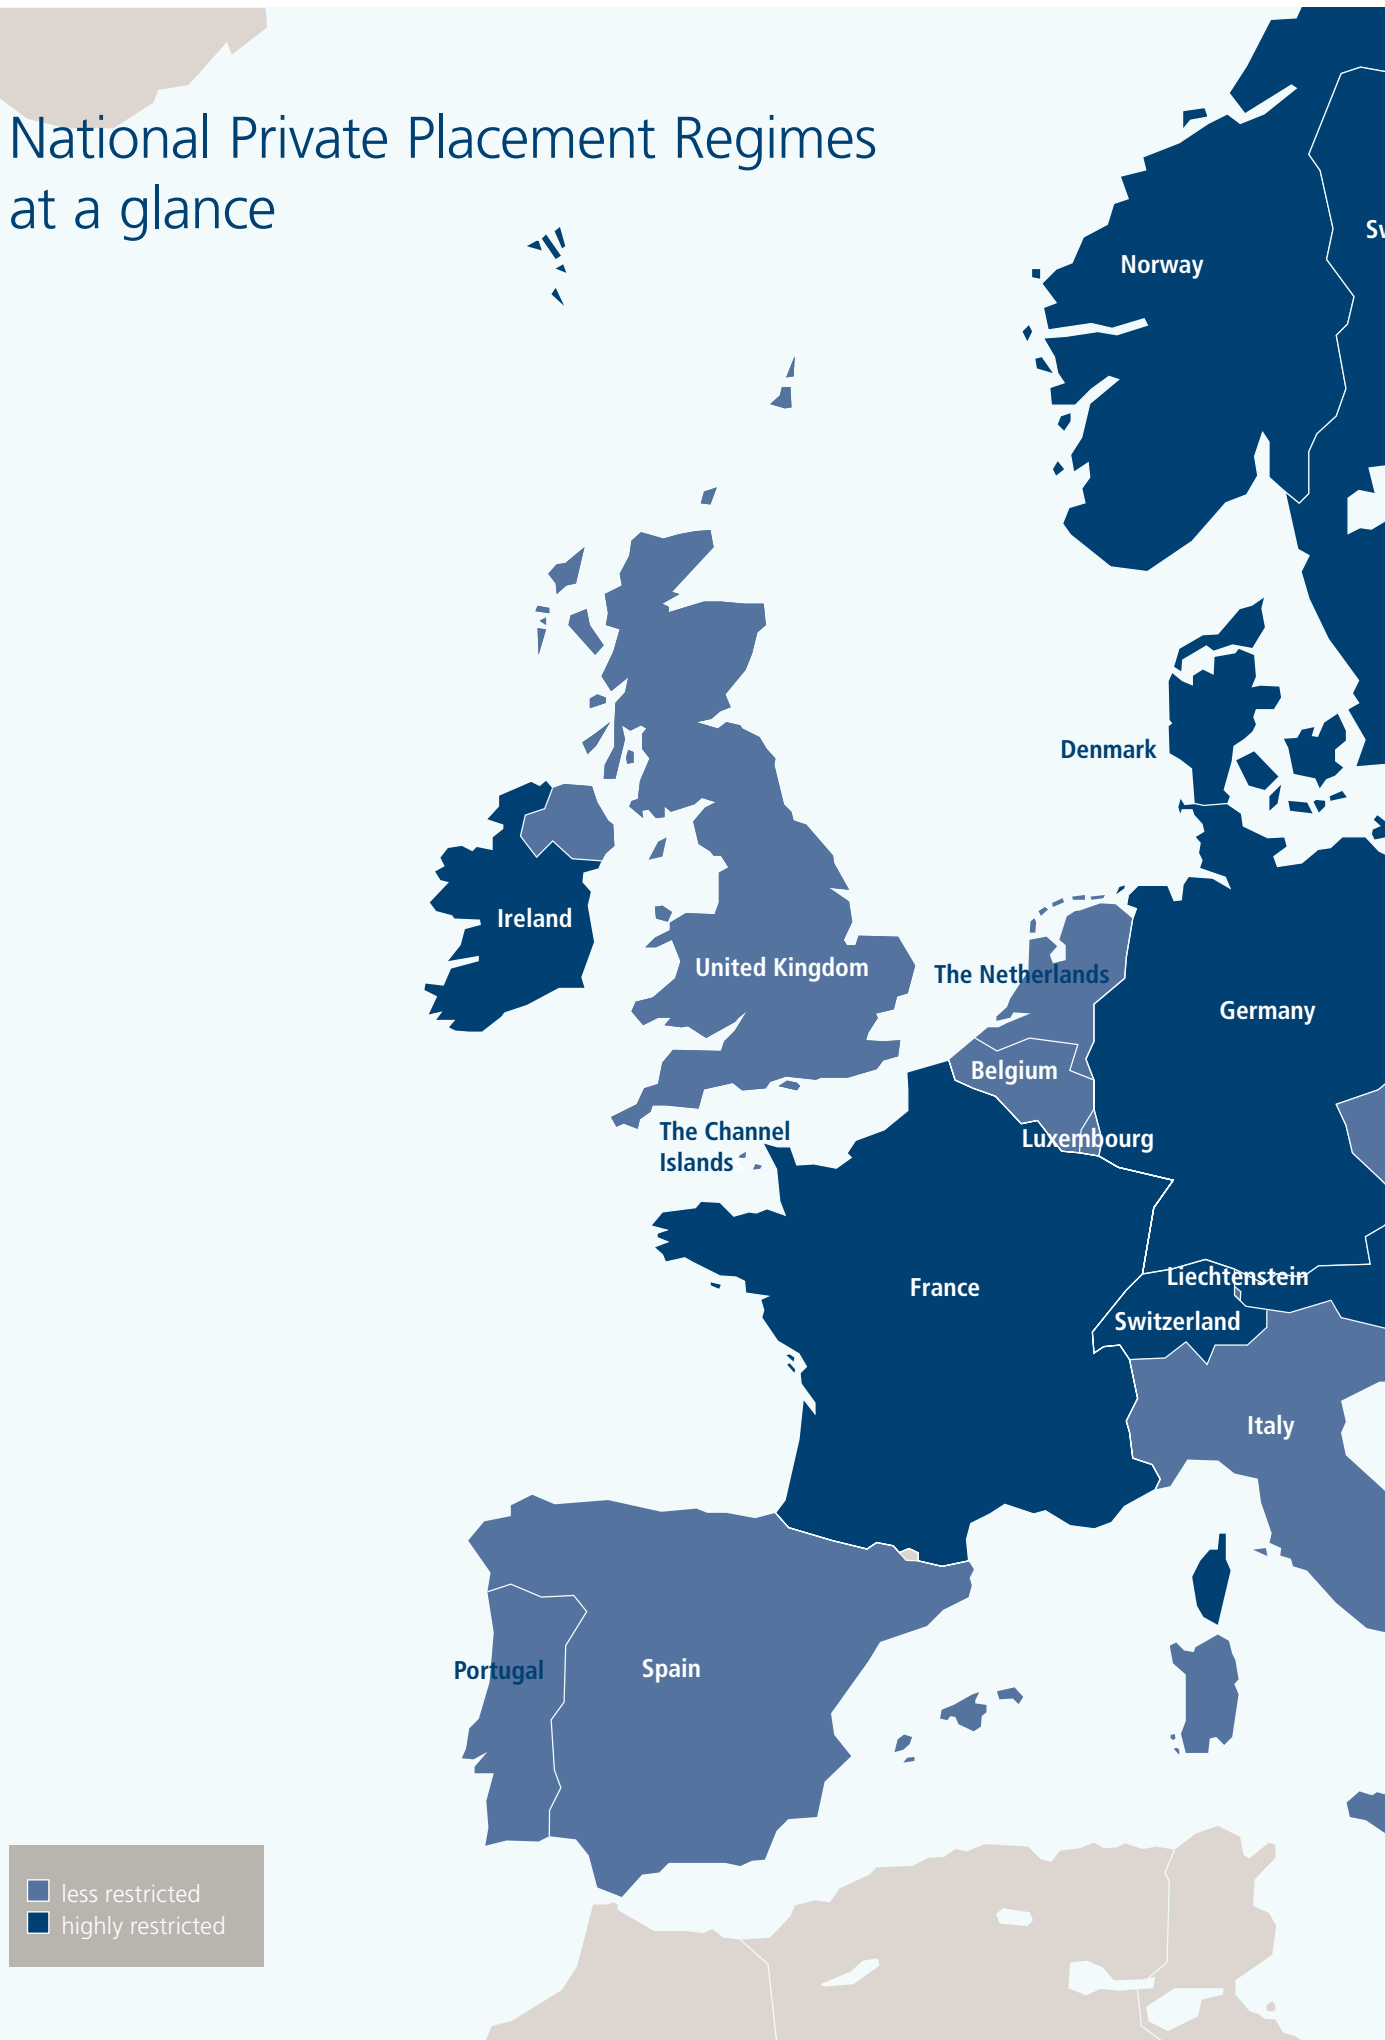 National Private Placement Regimes
at a glance
Sw
Norway
Denmark
Ireland
United Kingdom
The Netherlands
Germany
Belgium
The Channel
Islands
Luxembourg
Liechtenstein
France
Switzerland
Italy
Portugal
Spain
less restricted
highly restricted